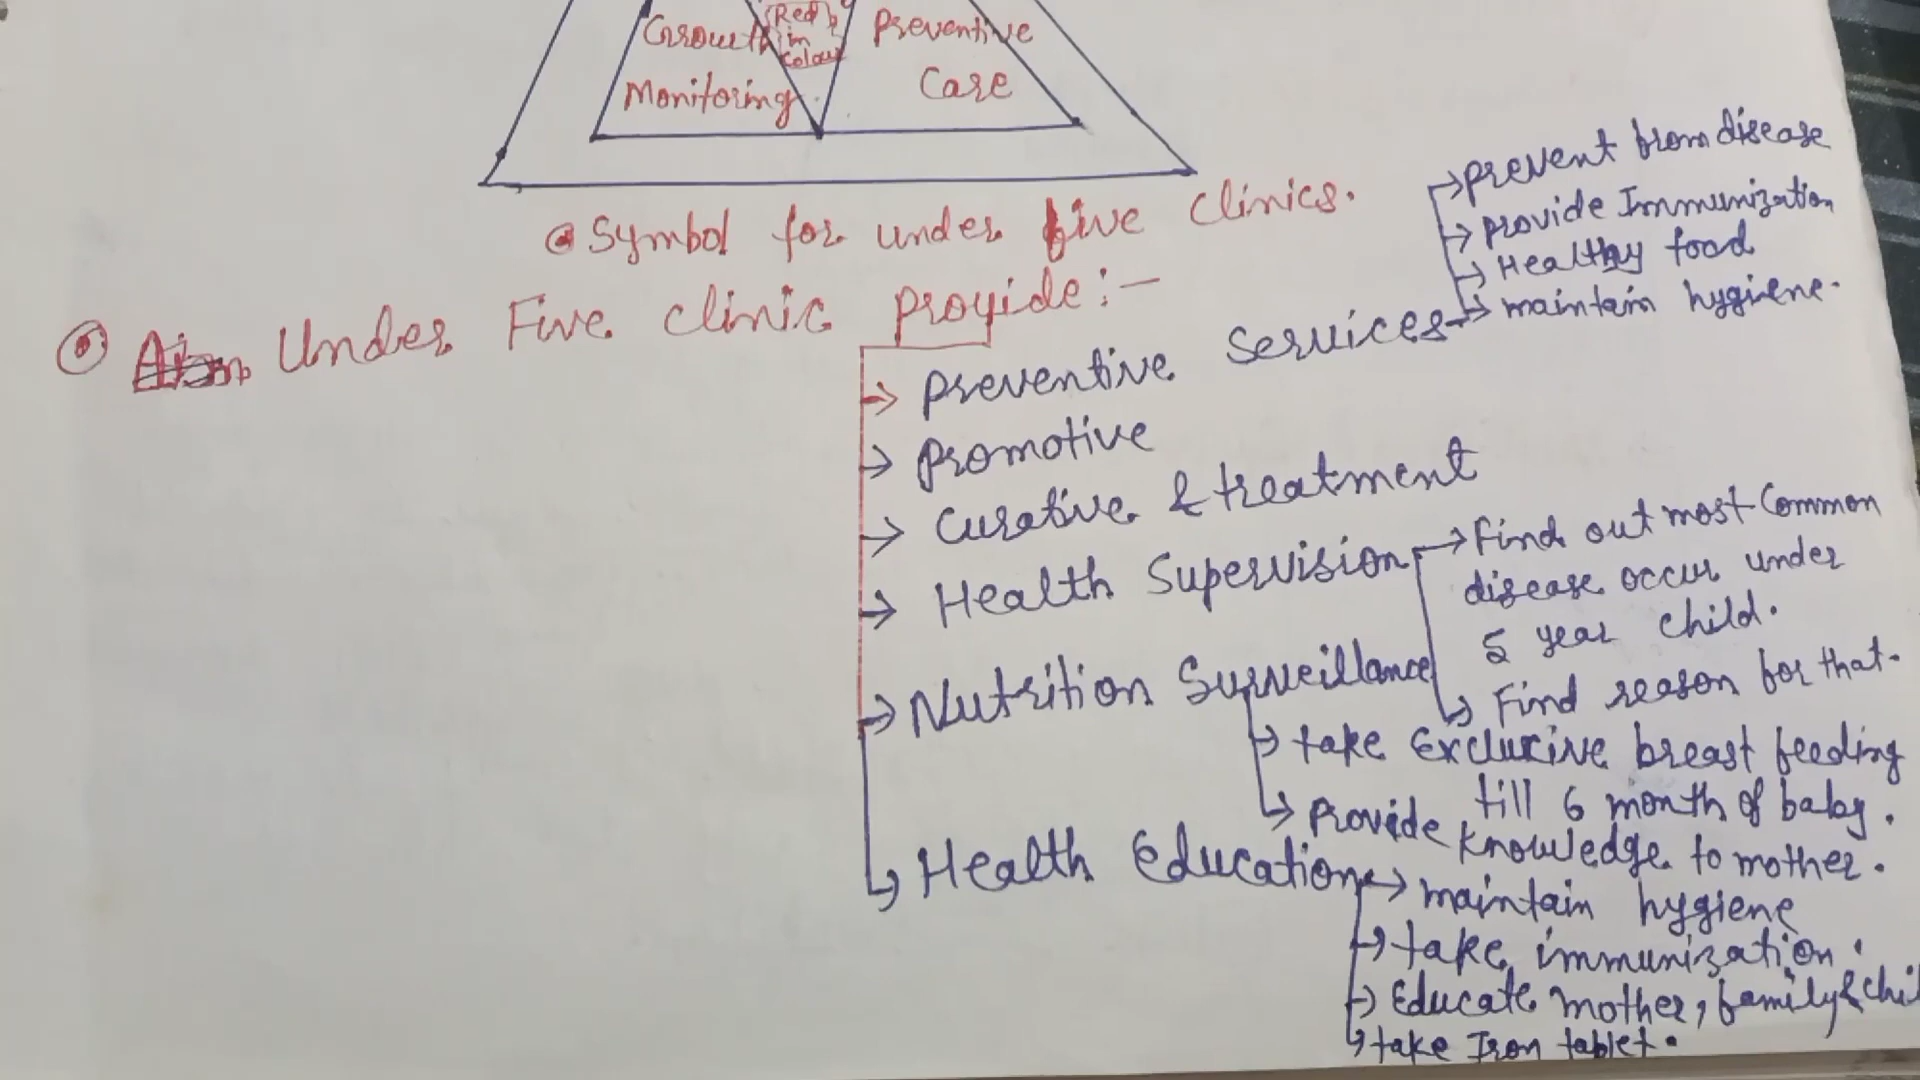 Growth
Monitoring
Red
in
Colour
Preventive
Care
Symbol for under five Clinics.
Under Five clinic provide:-
→ Preventive Services
→ prevent from disease
→ provide Immunization
→ Healthy food
→ maintain hygiene.
→ Promotive
→ Curative & treatment
→ Health Supervision
→ Find out most Common
disease occur under
5 year child.
→ Find reason for that.
→ Nutrition Surveillance
→ take Exclusive breast feeding
till 6 month of baby.
→ Provide knowledge to mother.
→ Health Education
→ maintain hygiene
→ take immunization.
→ Educate mother, family & chi
→ take Iron tablet.